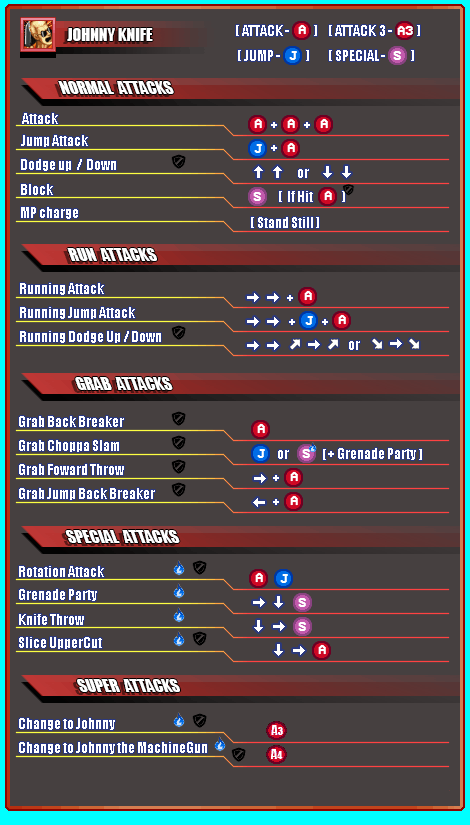 JOHNNY KNIFE
[ ATTACK - A ] [ ATTACK 3 - A3 ]
[ JUMP - J ] [ SPECIAL - S ]
NORMAL ATTACKS
Attack A + A + A
Jump Attack J + A
Dodge up / Down ↑ ↑ or ↓ ↓
Block S [ If Hit A ]
MP charge [ Stand Still ]
RUN ATTACKS
Running Attack → → + A
Running Jump Attack → → + J + A
Running Dodge Up / Down → → ↗ → ↗ or ↘ → ↘
GRAB ATTACKS
Grab Back Breaker A
Grab Choppa Slam J or S [+ Grenade Party ]
Grab Foward Throw → + A
Grab Jump Back Breaker ← + A
SPECIAL ATTACKS
Rotation Attack A J
Grenade Party → ↓ S
Knife Throw ↓ → S
Slice UpperCut ↓ → A
SUPER ATTACKS
Change to Johnny A3
Change to Johnny the MachineGun A4